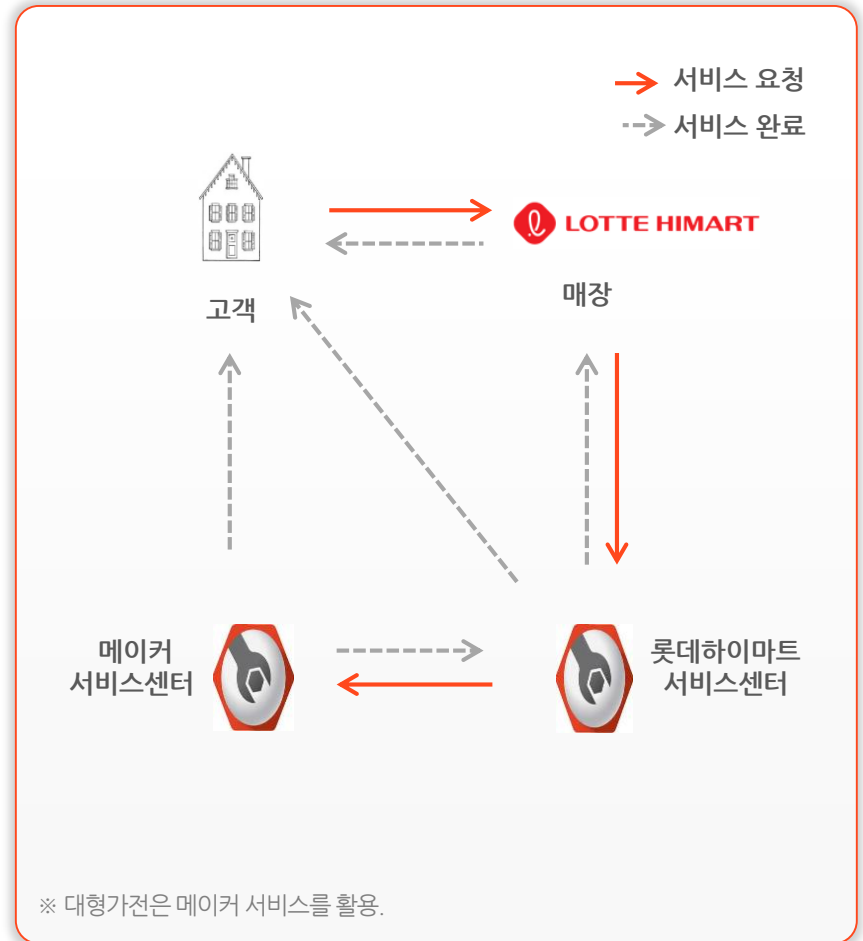 서비스 요청
서비스 완료
LOTTE HIMART
고객
매장
메이커
서비스센터
롯데하이마트
서비스센터
※ 대형가전은 메이커 서비스를 활용.